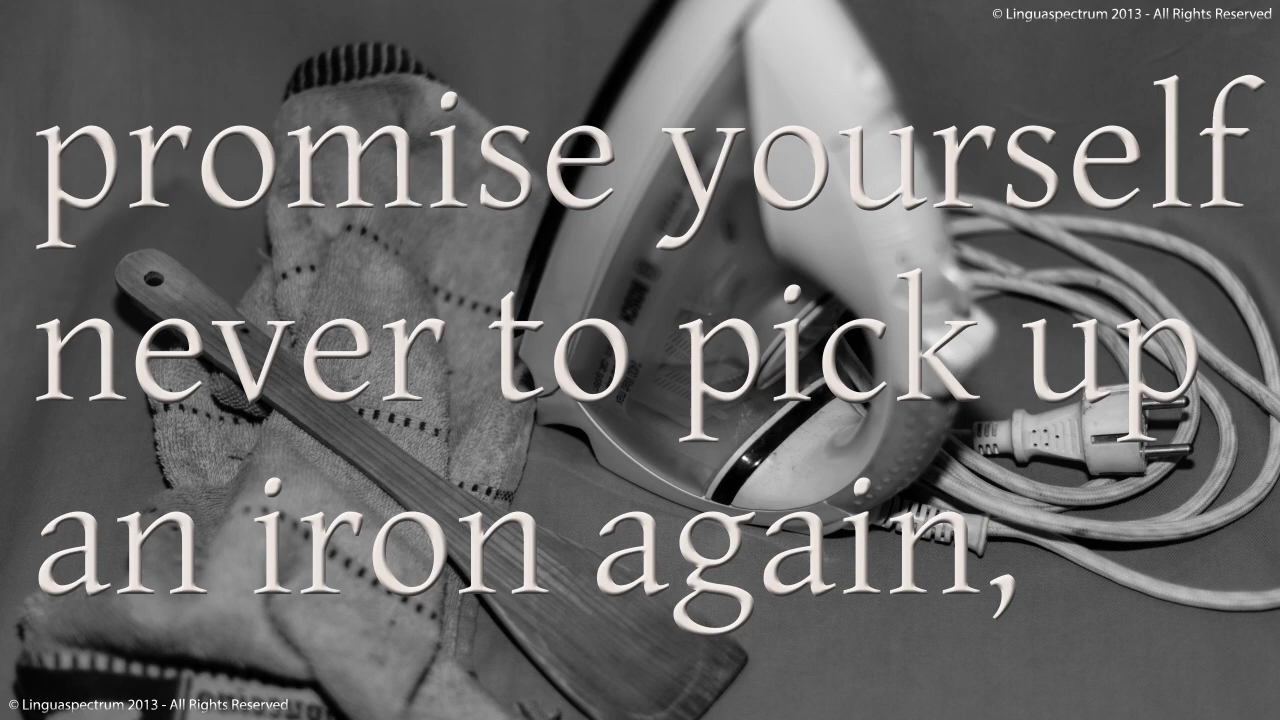 © Linguaspectrum 2013 - All Rights Reserved
promise yourself
never to pick up
an iron again,
© Linguaspectrum 2013 - All Rights Reserved